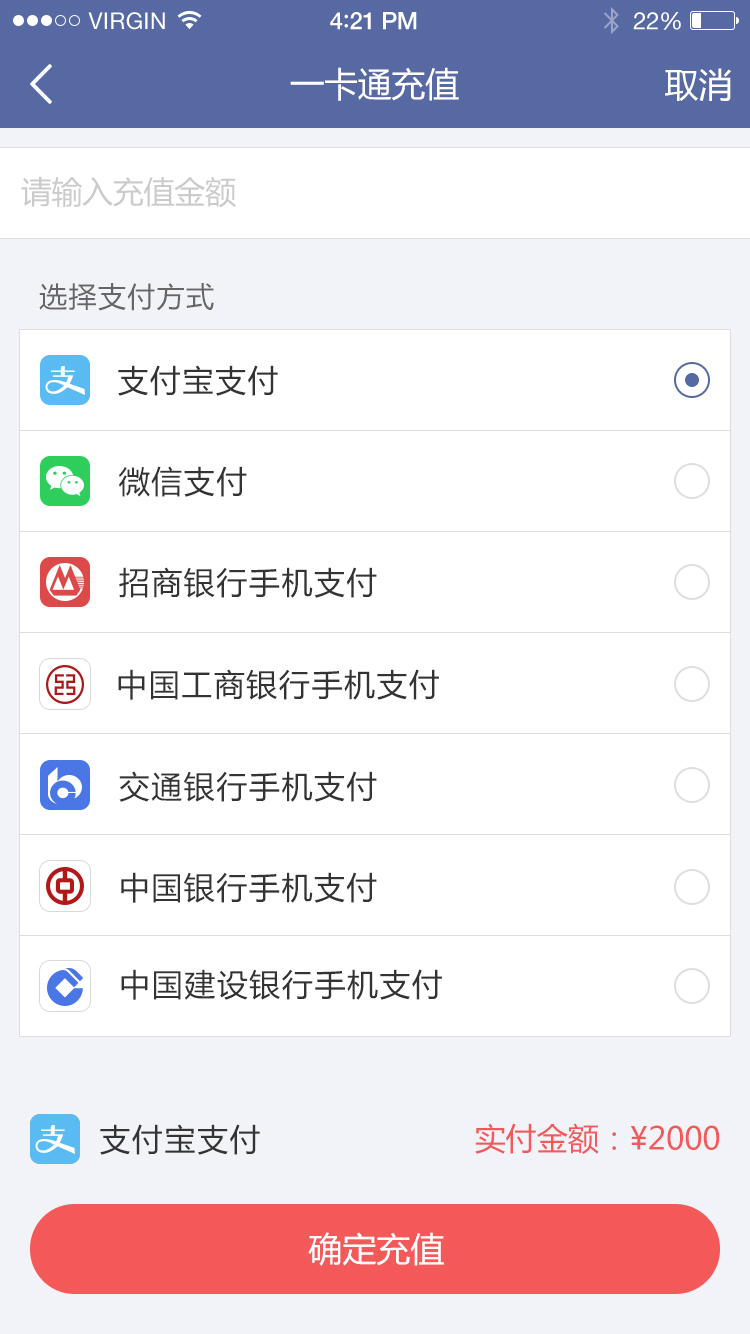 VIRGIN 4:21 PM 22%
一卡通充值 取消
请输入充值金额
选择支付方式
支付宝支付
微信支付
招商银行手机支付
中国工商银行手机支付
交通银行手机支付
中国银行手机支付
中国建设银行手机支付
支付宝支付 实付金额：¥2000
确定充值